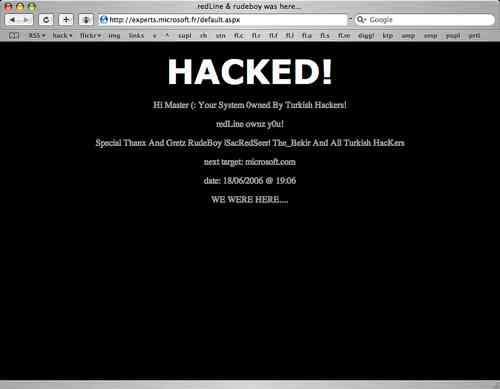 redLine & rudeboy was here...
http://experts.microsoft.fr/default.aspx
Google
RSS hack flickr img links v ^ supl rh stn fl.c fl.r fl.f fl.i fl.u fl.s fl.m digg! ktp amp omp popl prtl
HACKED!
Hi Master (: Your System 0wned By Turkish Hackers!
redLine ownz y0u!
Special Thanx And Gretz RudeBoy |SacRedSeer| The_Bekir And All Turkish HacKers
next target: microsoft.com
date: 18/06/2006 @ 19:06
WE WERE HERE....